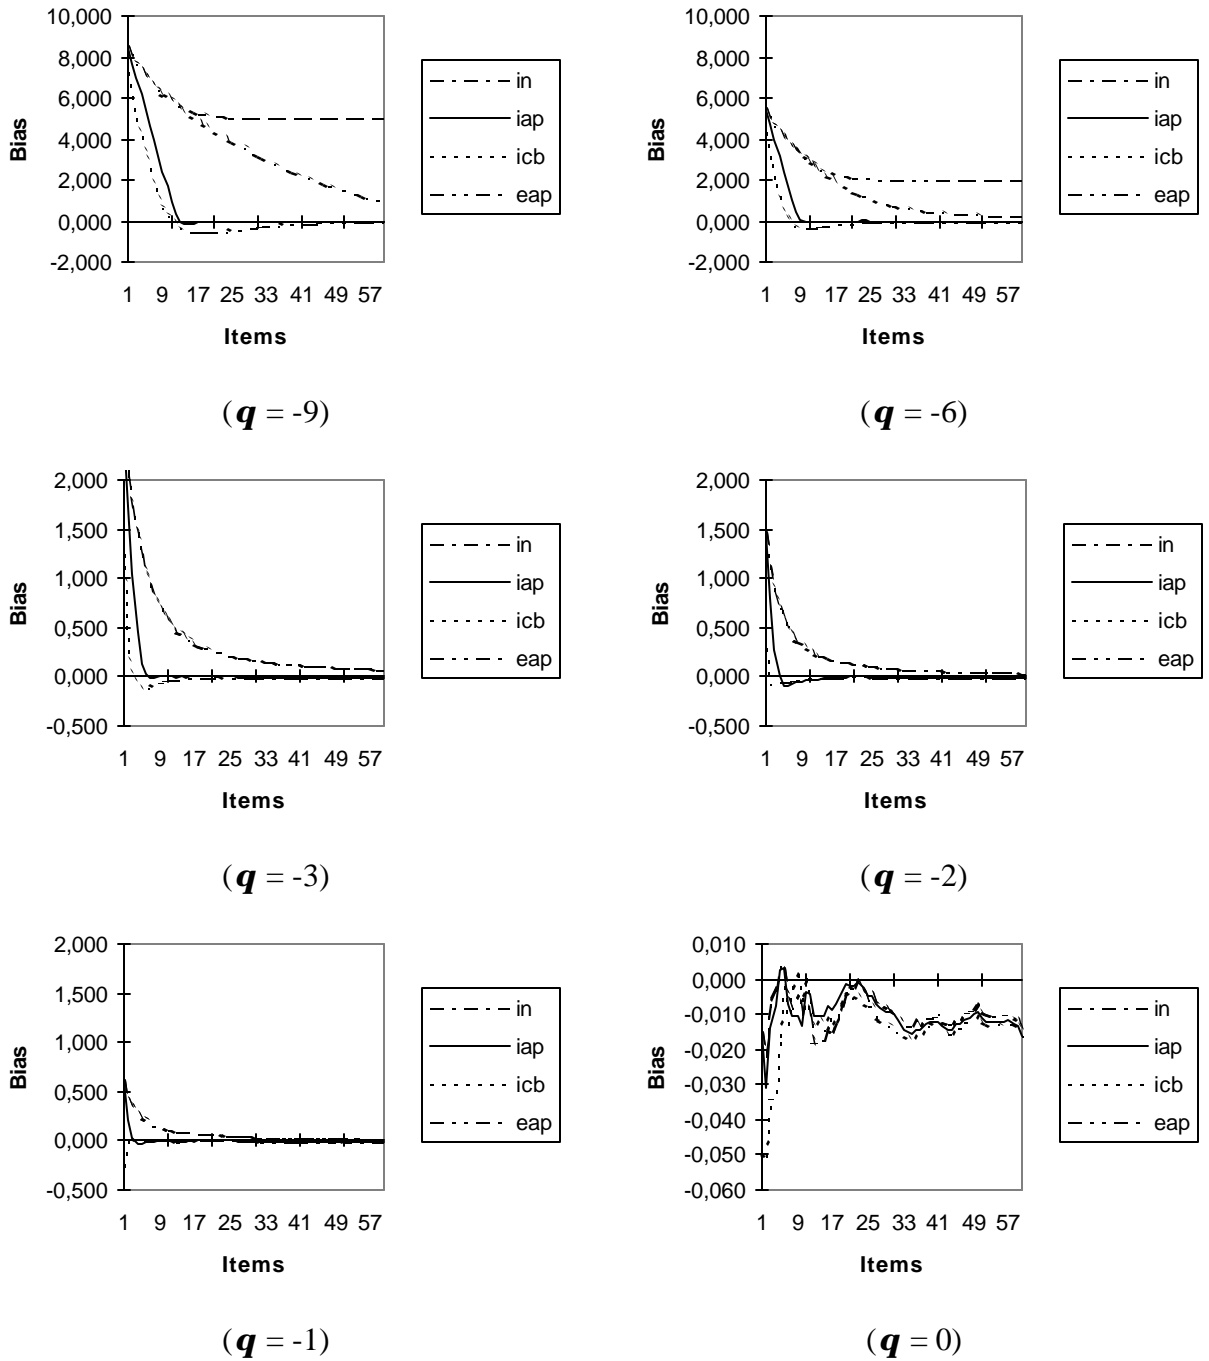 10,000
8,000
6,000
4,000
2,000
0,000
-2,000
Bias
1 9 17 25 33 41 49 57
Items
in
iap
icb
eap
(q = -9)
10,000
8,000
6,000
4,000
2,000
0,000
-2,000
Bias
1 9 17 25 33 41 49 57
Items
in
iap
icb
eap
(q = -6)
2,000
1,500
1,000
0,500
0,000
-0,500
Bias
1 9 17 25 33 41 49 57
Items
in
iap
icb
eap
(q = -3)
2,000
1,500
1,000
0,500
0,000
-0,500
Bias
1 9 17 25 33 41 49 57
Items
in
iap
icb
eap
(q = -2)
2,000
1,500
1,000
0,500
0,000
-0,500
Bias
1 9 17 25 33 41 49 57
Items
in
iap
icb
eap
(q = -1)
0,010
0,000
-0,010
-0,020
-0,030
-0,040
-0,050
-0,060
Bias
1 9 17 25 33 41 49 57
Items
in
iap
icb
eap
(q = 0)